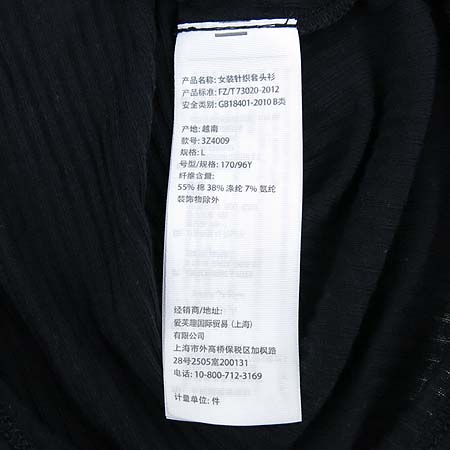 产品名称: 女装针织套头衫
产品标准: FZ/T 73020-2012
安全类别: GB18401-2010 B类
产地: 越南
款号: 3Z4009
规格: L
号型/规格: 170/96Y
纤维含量:
55% 棉 38% 涤纶 7% 氨纶
装饰物除外
经销商/地址:
爱芙趣国际贸易 (上海)
有限公司
上海市外高桥保税区加枫路
28号2505室200131
电话: 10-800-712-3169
计量单位: 件